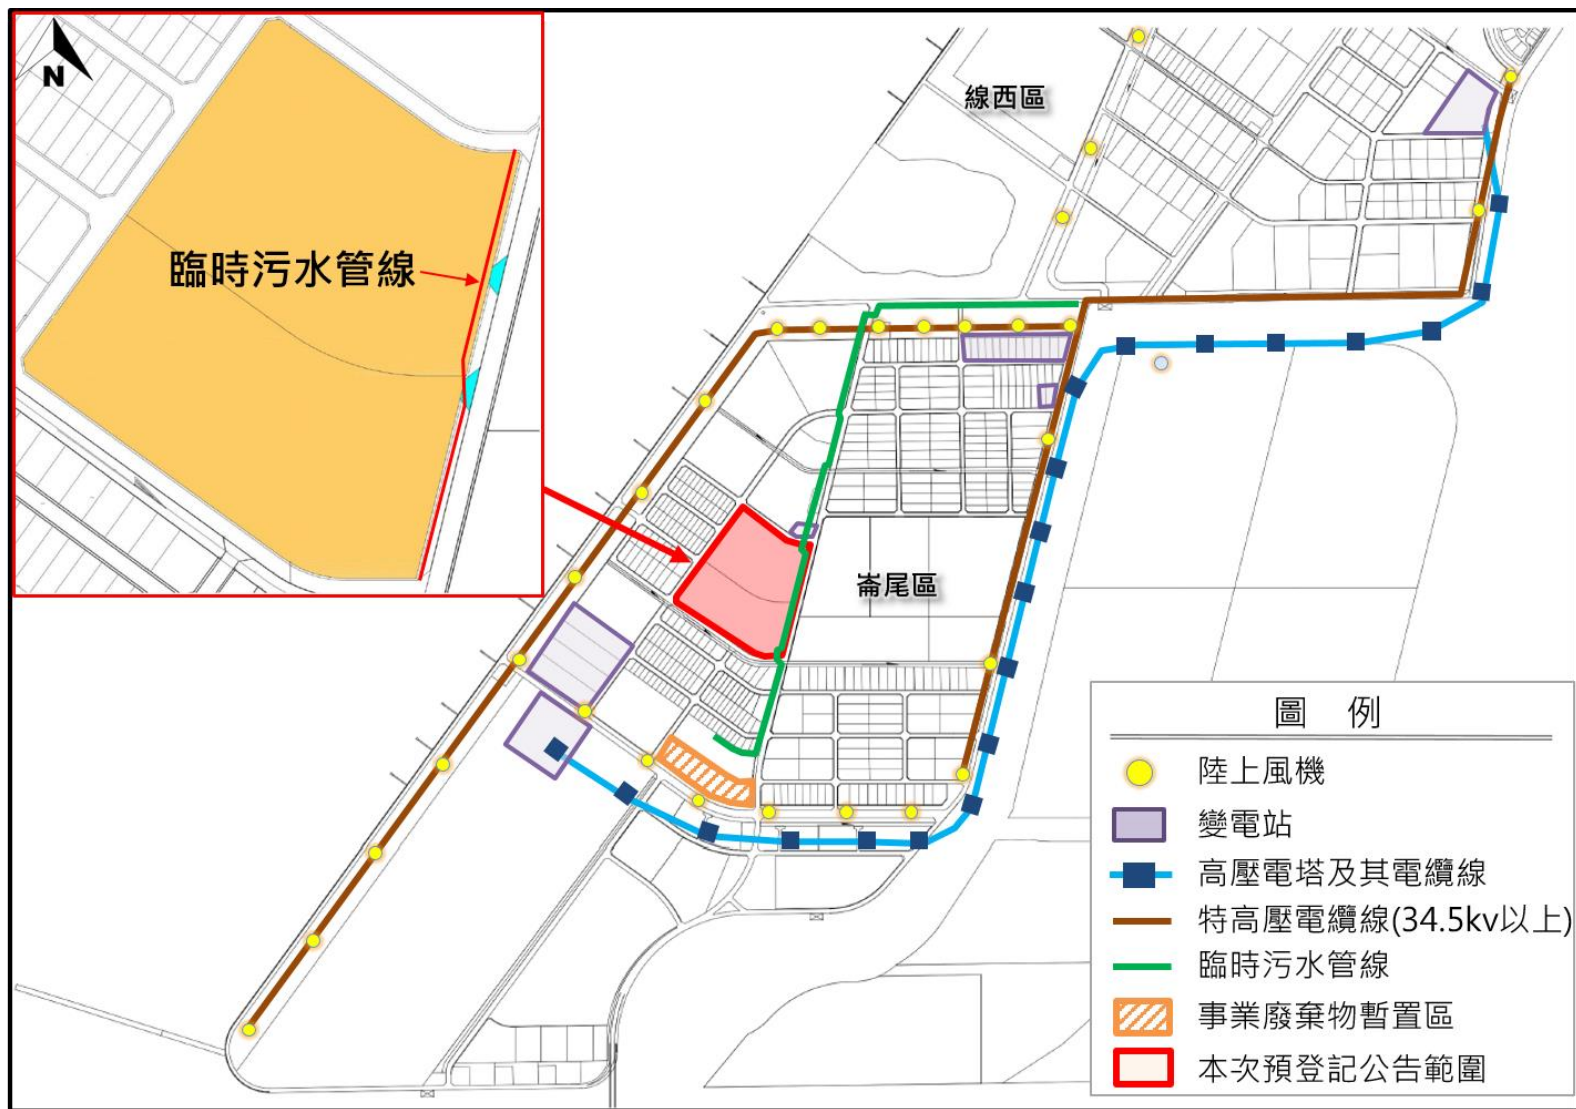 N
臨時污水管線
線西區
崙尾區
圖 例
陸上風機
變電站
高壓電塔及其電纜線
特高壓電纜線(34.5kv以上)
臨時污水管線
事業廢棄物暫置區
本次預登記公告範圍